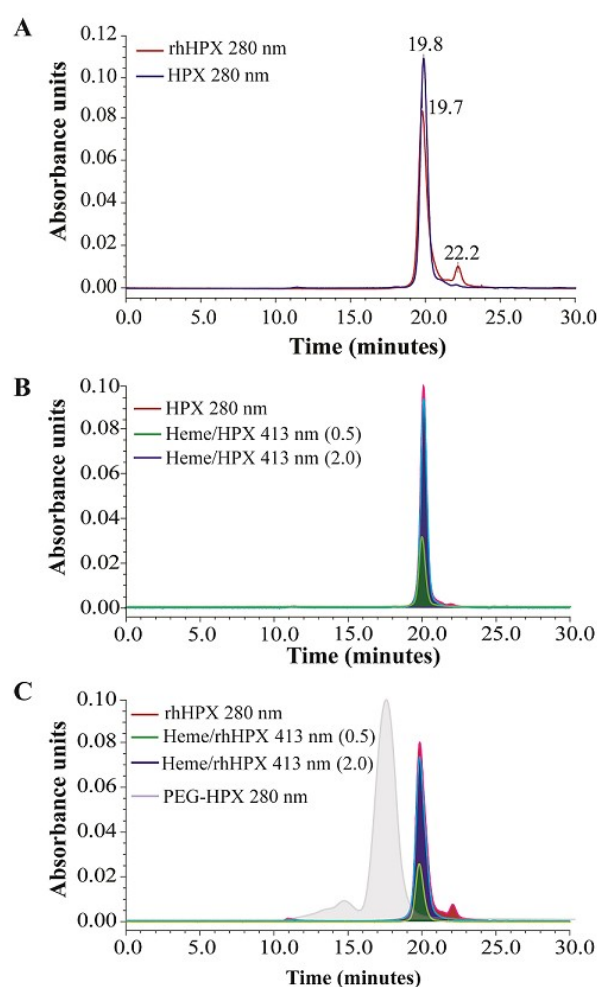 A
0.12
0.10
0.08
0.06
0.04
0.02
0.00
Absorbance units
rhHPX 280 nm
HPX 280 nm
19.8
19.7
22.2
0.0 5.0 10.0 15.0 20.0 25.0 30.0
Time (minutes)
B
0.10
0.08
0.06
0.04
0.02
0.00
Absorbance units
HPX 280 nm
Heme/HPX 413 nm (0.5)
Heme/HPX 413 nm (2.0)
0.0 5.0 10.0 15.0 20.0 25.0 30.0
Time (minutes)
C
0.10
0.08
0.06
0.04
0.02
0.00
Absorbance units
rhHPX 280 nm
Heme/rhHPX 413 nm (0.5)
Heme/rhHPX 413 nm (2.0)
PEG-HPX 280 nm
0.0 5.0 10.0 15.0 20.0 25.0 30.0
Time (minutes)